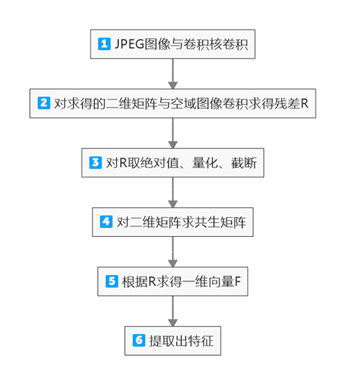 1 JPEG图像与卷积核卷积
2 对求得的二维矩阵与空域图像卷积求得残差R
3 对R取绝对值、量化、截断
4 对二维矩阵求共生矩阵
5 根据R求得一维向量F
6 提取出特征